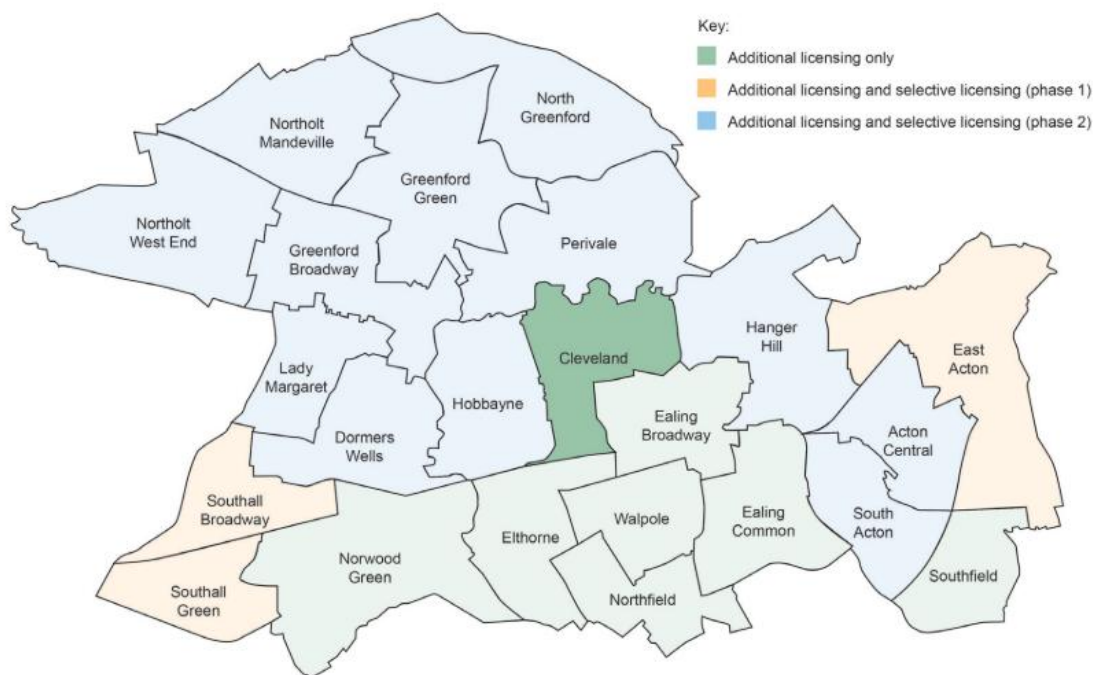 Key:
Additional licensing only
Additional licensing and selective licensing (phase 1)
Additional licensing and selective licensing (phase 2)
North
Greenford
Northolt
Mandeville
Greenford
Green
Northolt
West End
Greenford
Broadway
Perivale
Hanger
Hill
East
Acton
Cleveland
Lady
Margaret
Hobbayne
Ealing
Broadway
Acton
Central
Dormers
Wells
Southall
Broadway
Walpole
Ealing
Common
South
Acton
Elthorne
Norwood
Green
Southall
Green
Northfield
Southfield